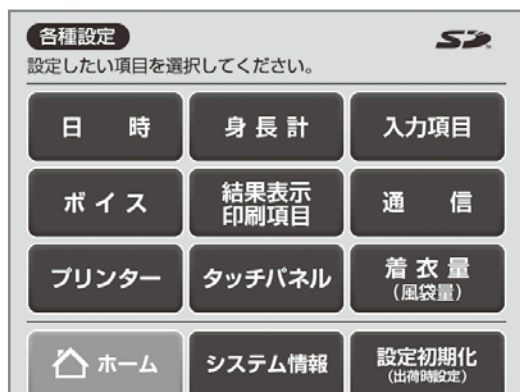 各種設定
SD
設定したい項目を選択してください。
日 時
身 長 計
入力項目
ボ イ ス
結果表示
印刷項目
通 信
プリンター
タッチパネル
着 衣 量
(風袋量)
ホーム
システム情報
設定初期化
(出荷時設定)